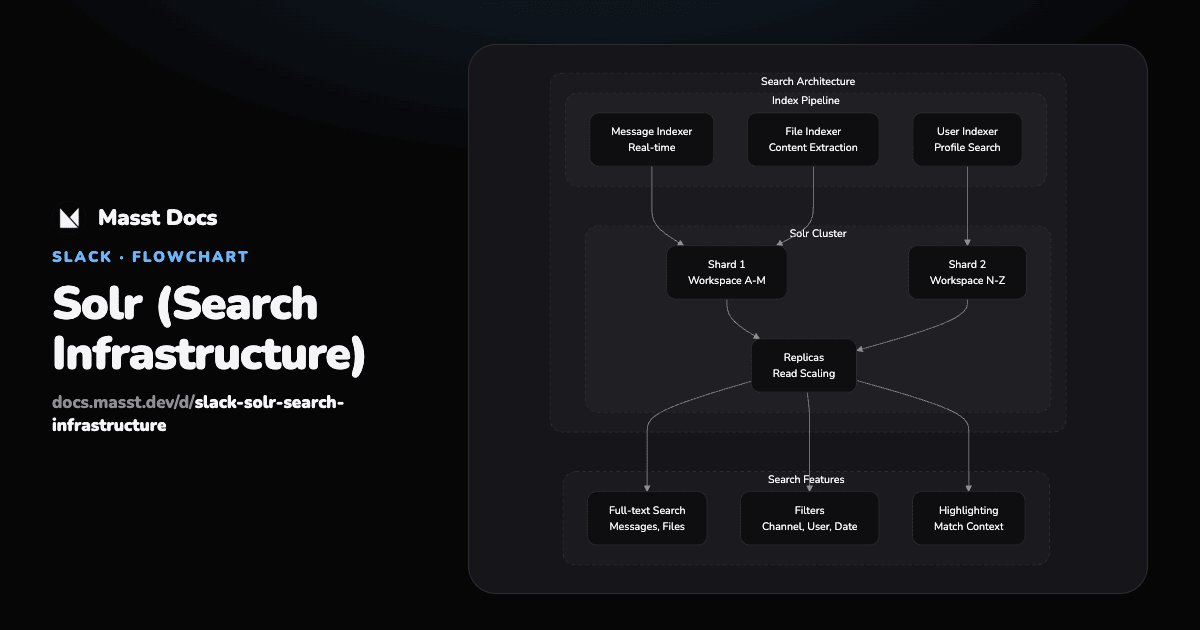 Masst Docs
SLACK · FLOWCHART
Solr (Search
Infrastructure)
docs.masst.dev/d/slack-solr-search-
infrastructure
Search Architecture
Index Pipeline
Message Indexer
Real-time
File Indexer
Content Extraction
User Indexer
Profile Search
Solr Cluster
Shard 1
Workspace A-M
Shard 2
Workspace N-Z
Replicas
Read Scaling
Search Features
Full-text Search
Messages, Files
Filters
Channel, User, Date
Highlighting
Match Context